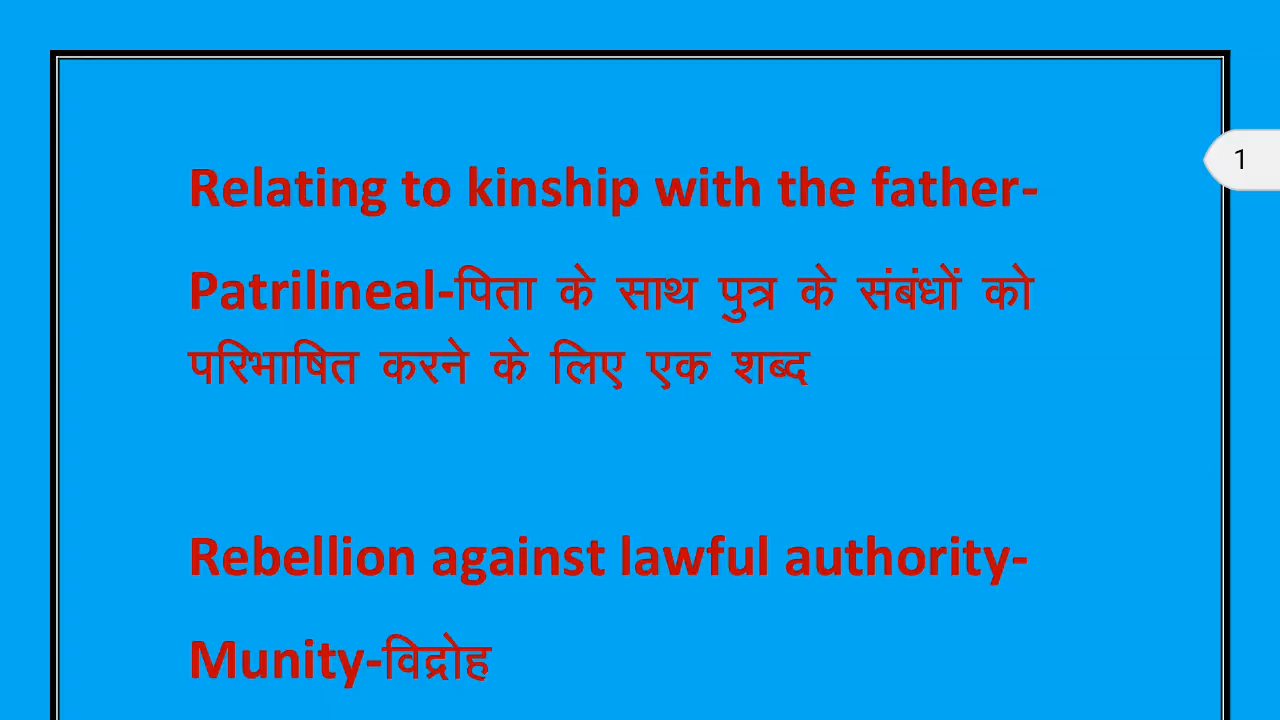 Relating to kinship with the father-
1
Patrilineal-पिता के साथ पुत्र के संबंधों को
परिभाषित करने के लिए एक शब्द
Rebellion against lawful authority-
Munity-विद्रोह